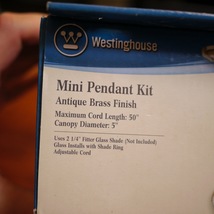 Westinghouse
Mini Pendant Kit
Antique Brass Finish
Maximum Cord Length: 50"
Canopy Diameter: 5"
Uses 2 1/4" Fitter Glass Shade (Not Included)
Glass Installs with Shade Ring
Adjustable Cord